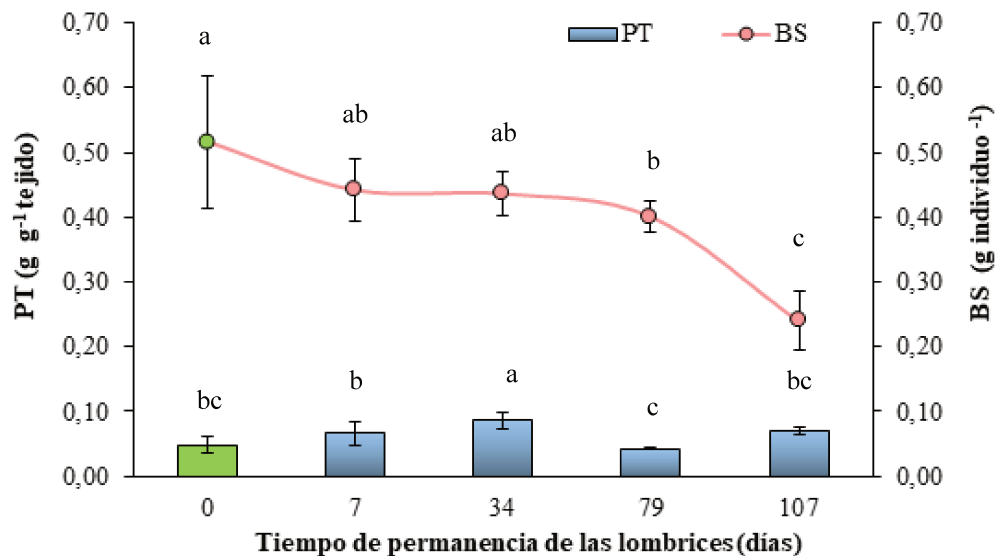 PT
BS
PT (g g-1 tejido)
0,70
0,60
0,50
0,40
0,30
0,20
0,10
0,00
a
ab
ab
b
c
bc
b
a
c
bc
0,70
0,60
0,50
0,40
0,30
0,20
0,10
0,00
BS (g individuo -1)
0
7
34
79
107
Tiempo de permanencia de las lombrices (días)